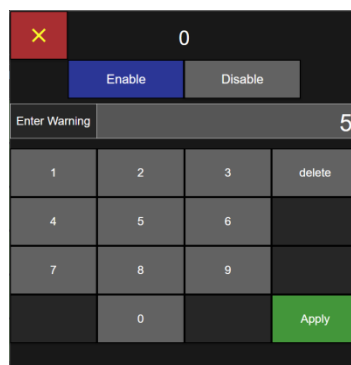 × 0
Enable Disable
Enter Warning 5
1 2 3 delete
4 5 6
7 8 9
0 Apply